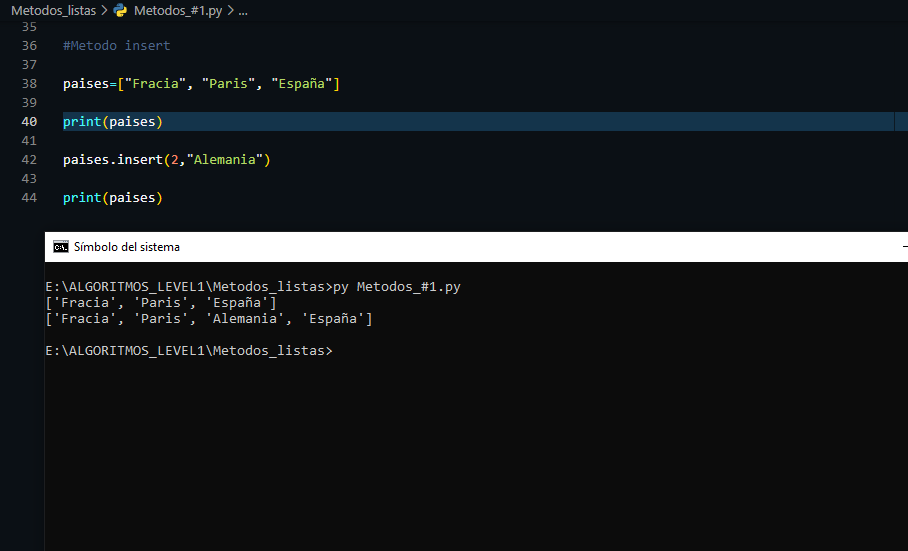 Metodos_listas > Metodos_#1.py > ...
35
36 #Metodo insert
37
38 paises=["Fracia", "Paris", "España"]
39
40 print(paises)
41
42 paises.insert(2,"Alemania")
43
44 print(paises)
Símbolo del sistema
E:\ALGORITMOS_LEVEL1\Metodos_listas>py Metodos_#1.py
['Fracia', 'Paris', 'España']
['Fracia', 'Paris', 'Alemania', 'España']
E:\ALGORITMOS_LEVEL1\Metodos_listas>